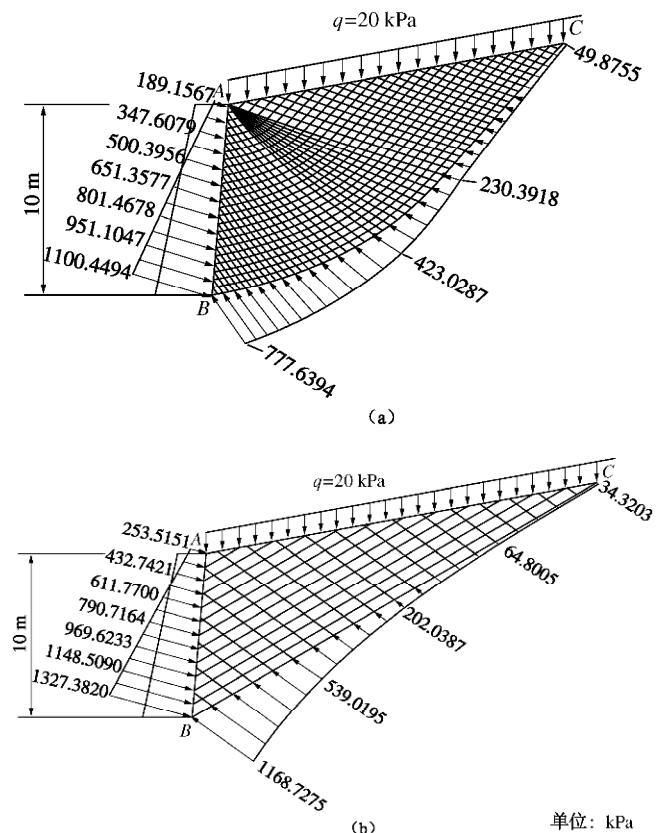 q=20 kPa
C
49.8755
A
189.1567
347.6079
500.3956
651.3577
801.4678
951.1047
1100.4494
10 m
230.3918
423.0287
B
777.6394
(a)
q=20 kPa
C
34.3203
A
253.5151
432.7421
611.7700
790.7164
969.6233
1148.5090
1327.3820
10 m
64.8005
202.0387
539.0195
B
1168.7275
(b)
单位：kPa